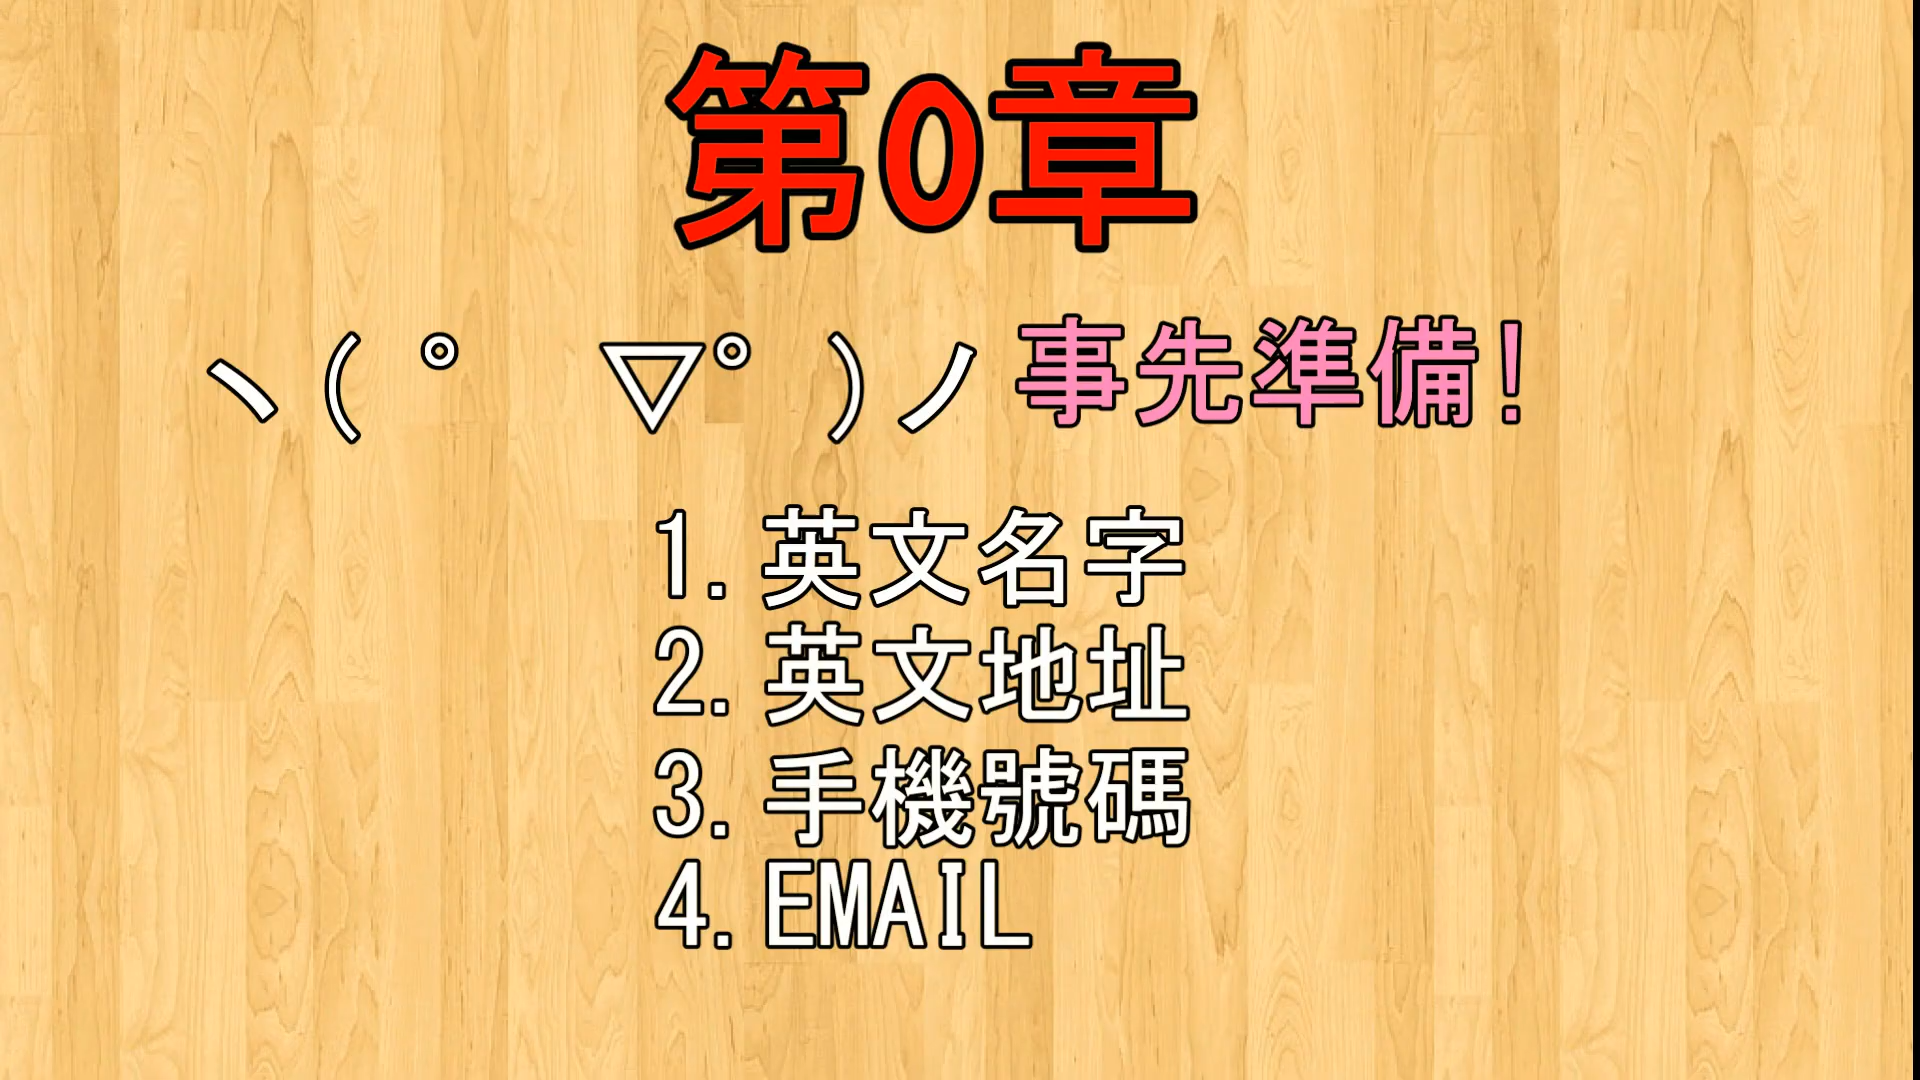 第0章
ヽ( ゜ ▽゜ )ノ 事先準備!
1.英文名字
2.英文地址
3.手機號碼
4.EMAIL